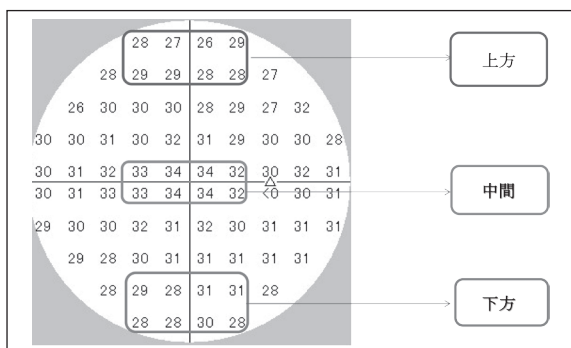 28 27 26 29
28 29 29 28 28 27
上方
26 30 30 30 28 29 27 32
30 30 31 30 32 31 29 30 30 28
30 31 32 33 34 34 32 30 32 31
中間
30 31 33 33 34 34 32 <0 30 31
29 30 30 32 31 32 30 31 31 31
29 28 30 31 31 31 31 31
28 29 28 31 31 28
下方
28 28 30 28